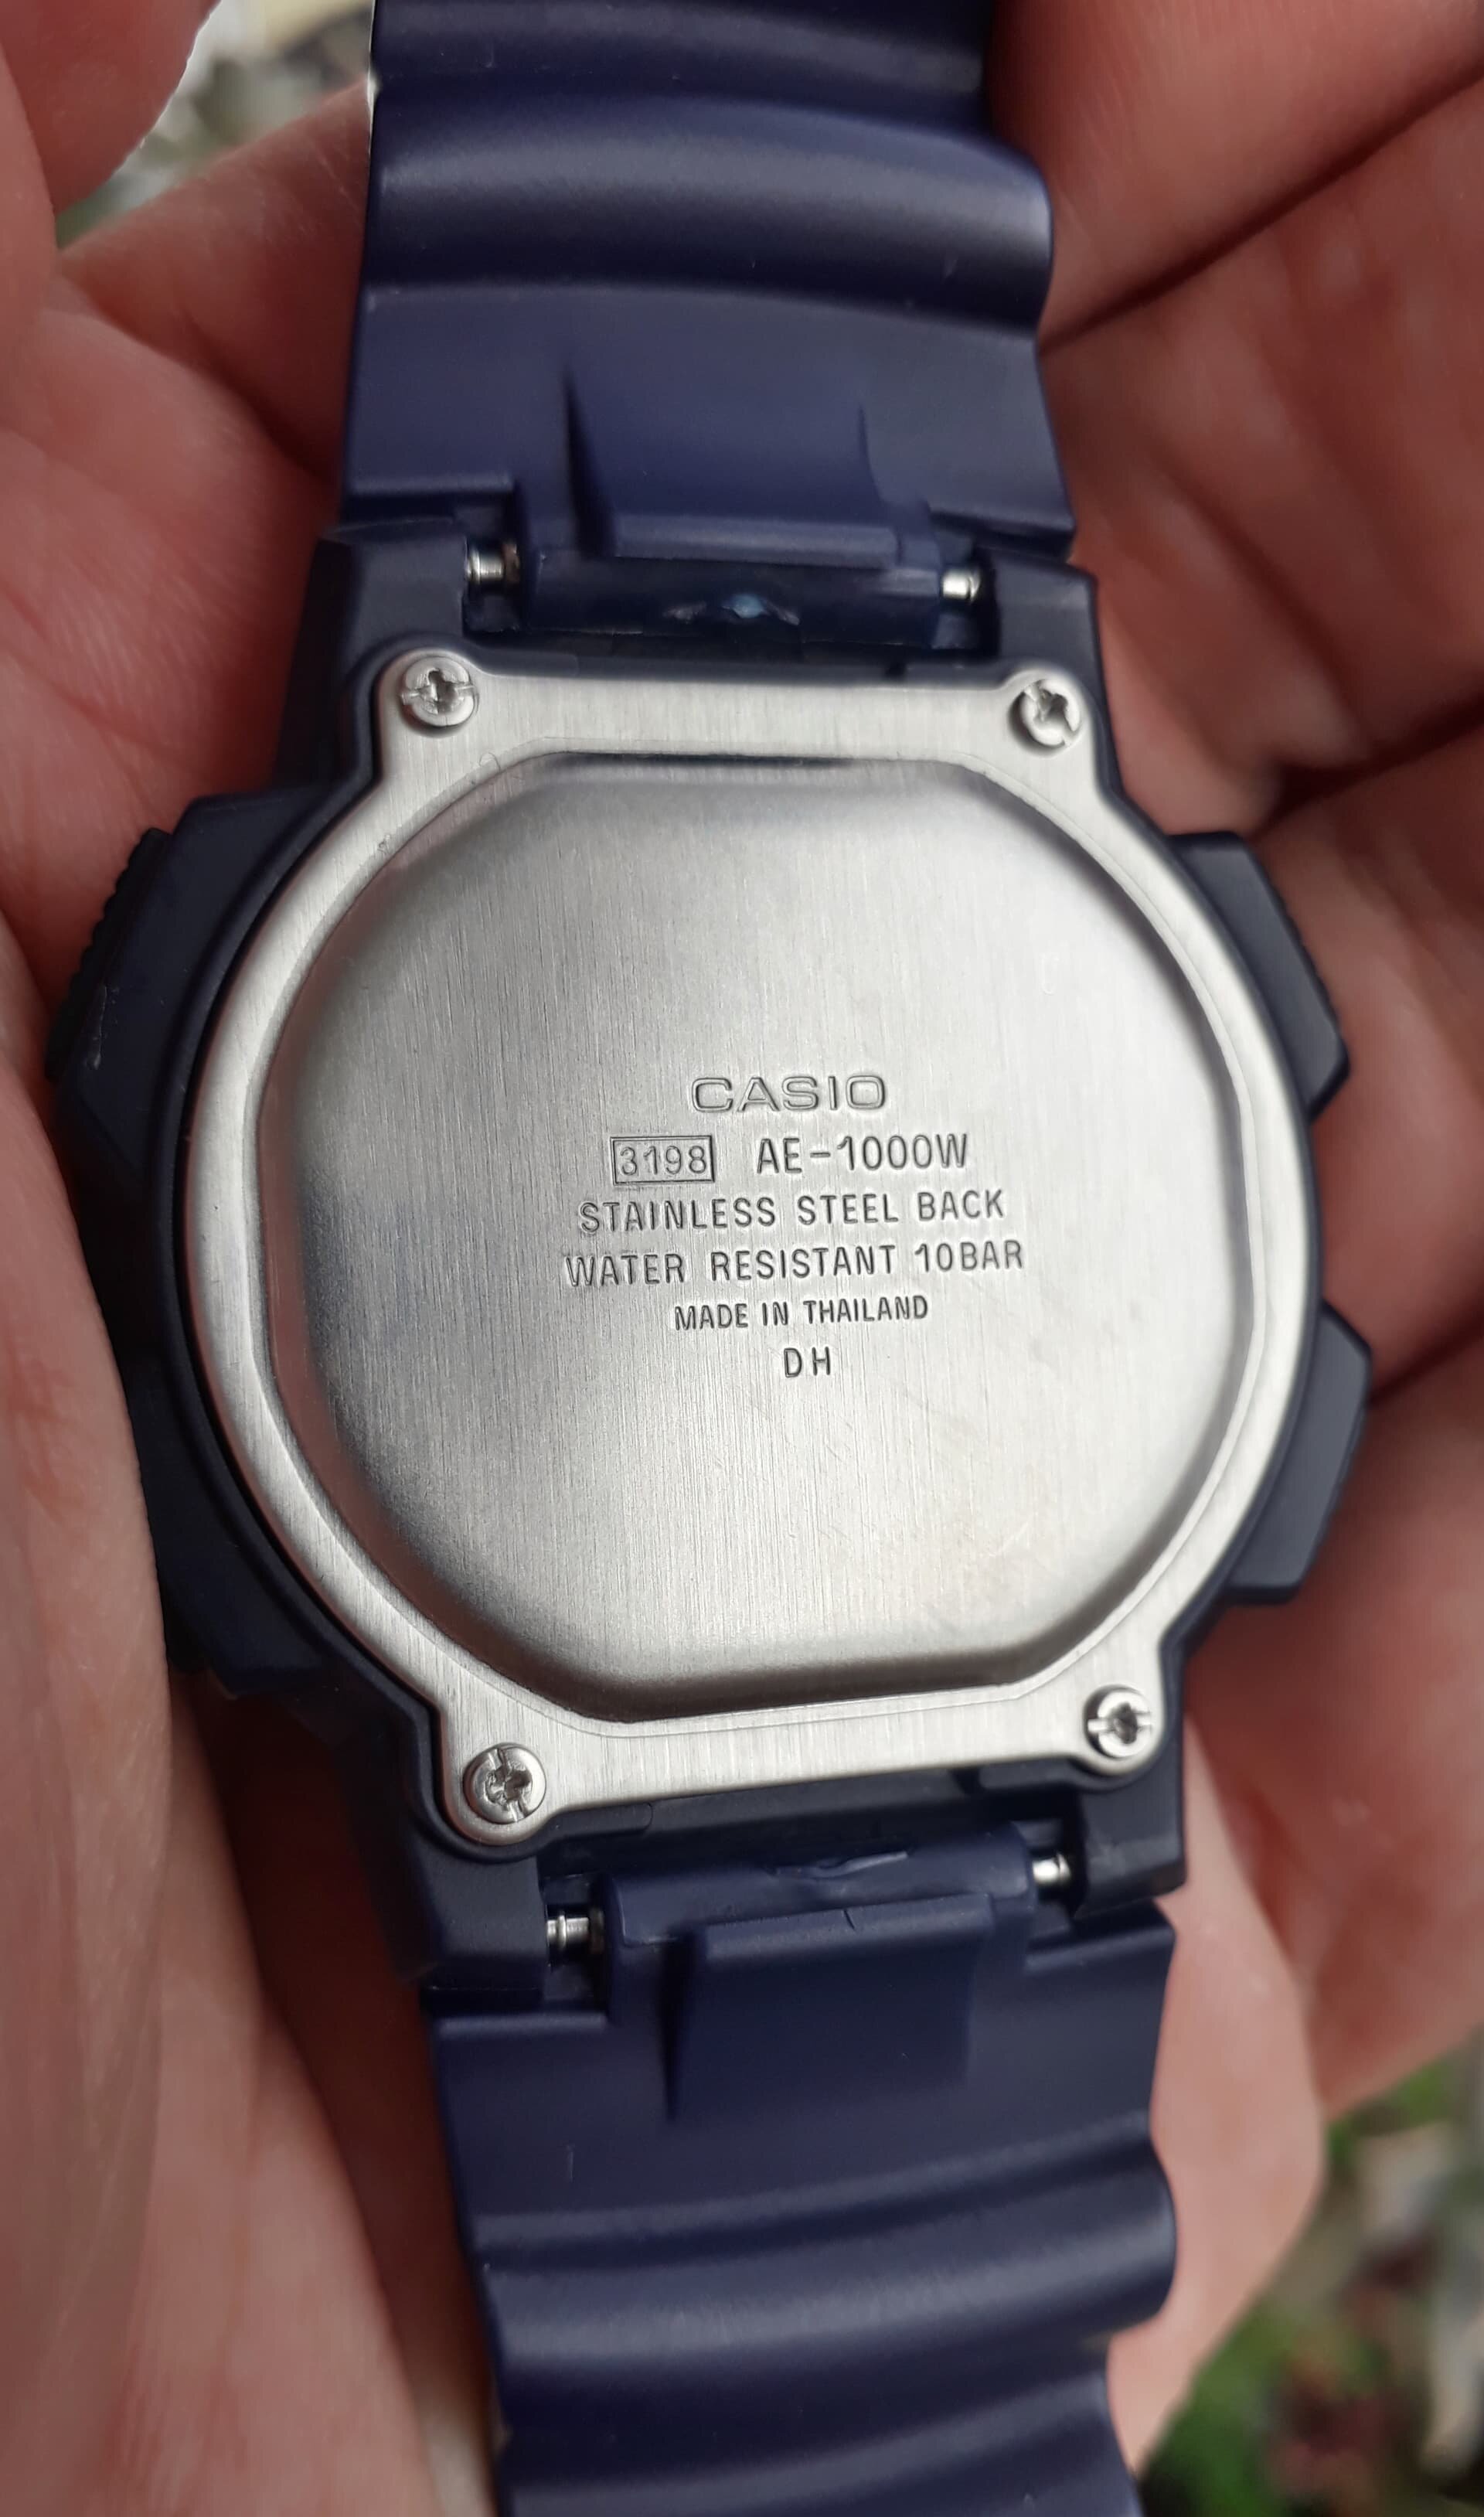 CASIO
3198 AE-1000W
STAINLESS STEEL BACK
WATER RESISTANT 10BAR
MADE IN THAILAND
DH